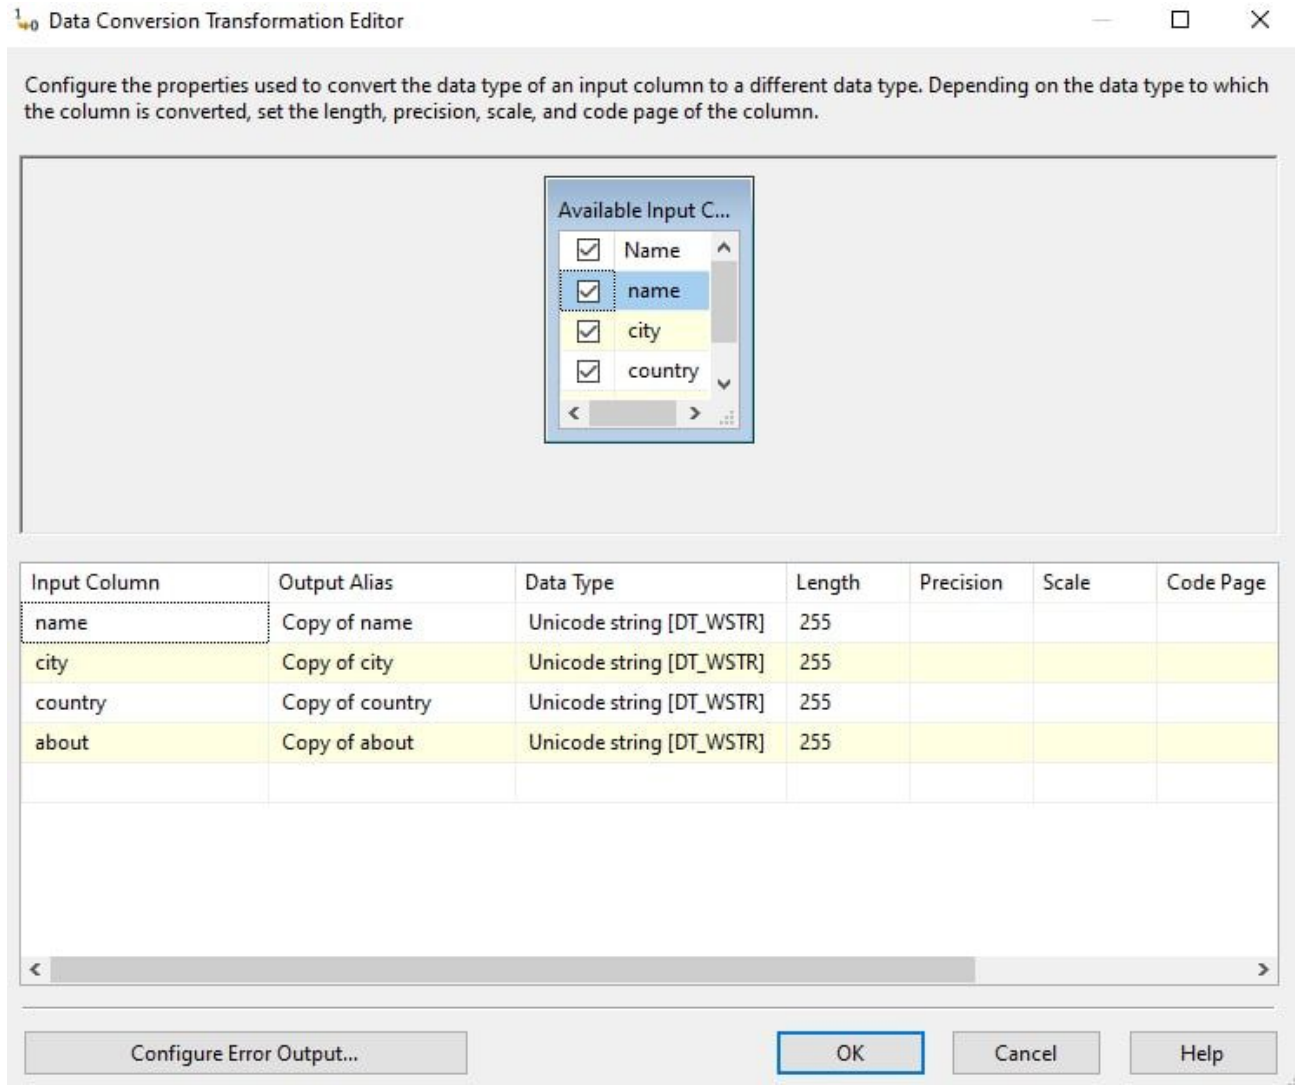 Data Conversion Transformation Editor
Configure the properties used to convert the data type of an input column to a different data type. Depending on the data type to which
the column is converted, set the length, precision, scale, and code page of the column.
Available Input C...
Name
name
city
country
Input Column Output Alias Data Type Length Precision Scale Code Page
name Copy of name Unicode string [DT_WSTR] 255
city Copy of city Unicode string [DT_WSTR] 255
country Copy of country Unicode string [DT_WSTR] 255
about Copy of about Unicode string [DT_WSTR] 255
Configure Error Output... OK Cancel Help